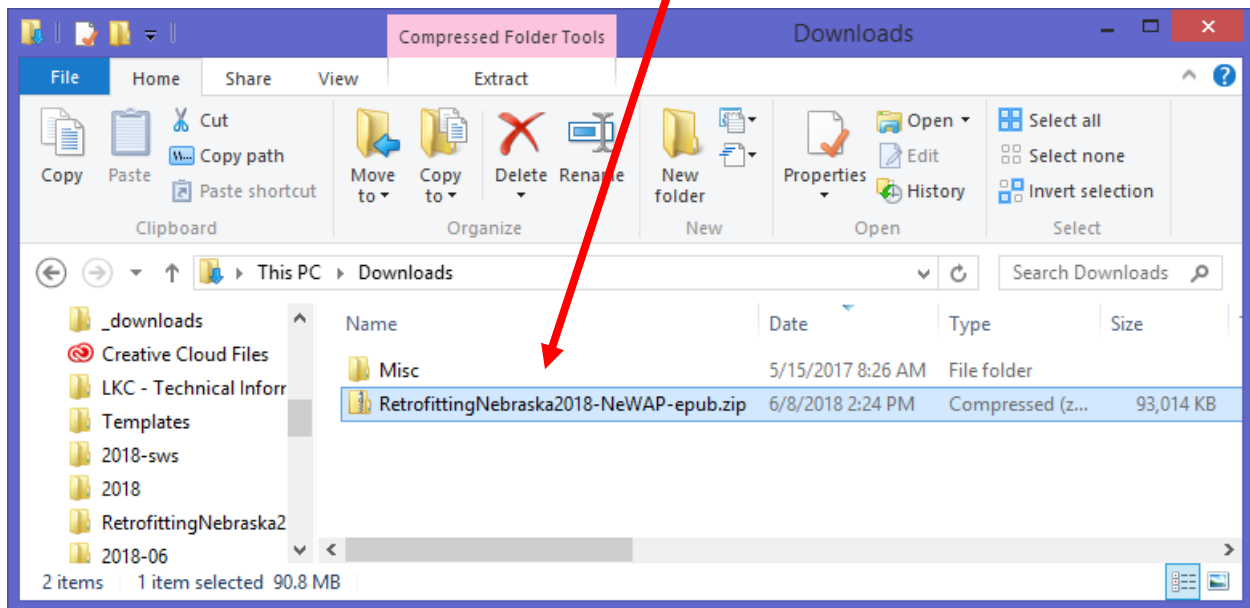 Compressed Folder Tools
Downloads
File Home Share View Extract
Copy
Paste
Cut
Copy path
Paste shortcut
Clipboard
Move to
Copy to
Delete
Rename
Organize
New folder
New
Properties
Open
Edit
History
Open
Select all
Select none
Invert selection
Select
This PC Downloads
Search Downloads
_downloads
Creative Cloud Files
LKC - Technical Inforr
Templates
2018-sws
2018
RetrofittingNebraska2
2018-06
Name Date Type Size
Misc 5/15/2017 8:26 AM File folder
RetrofittingNebraska2018-NeWAP-epub.zip 6/8/2018 2:24 PM Compressed (z... 93,014 KB
2 items 1 item selected 90.8 MB